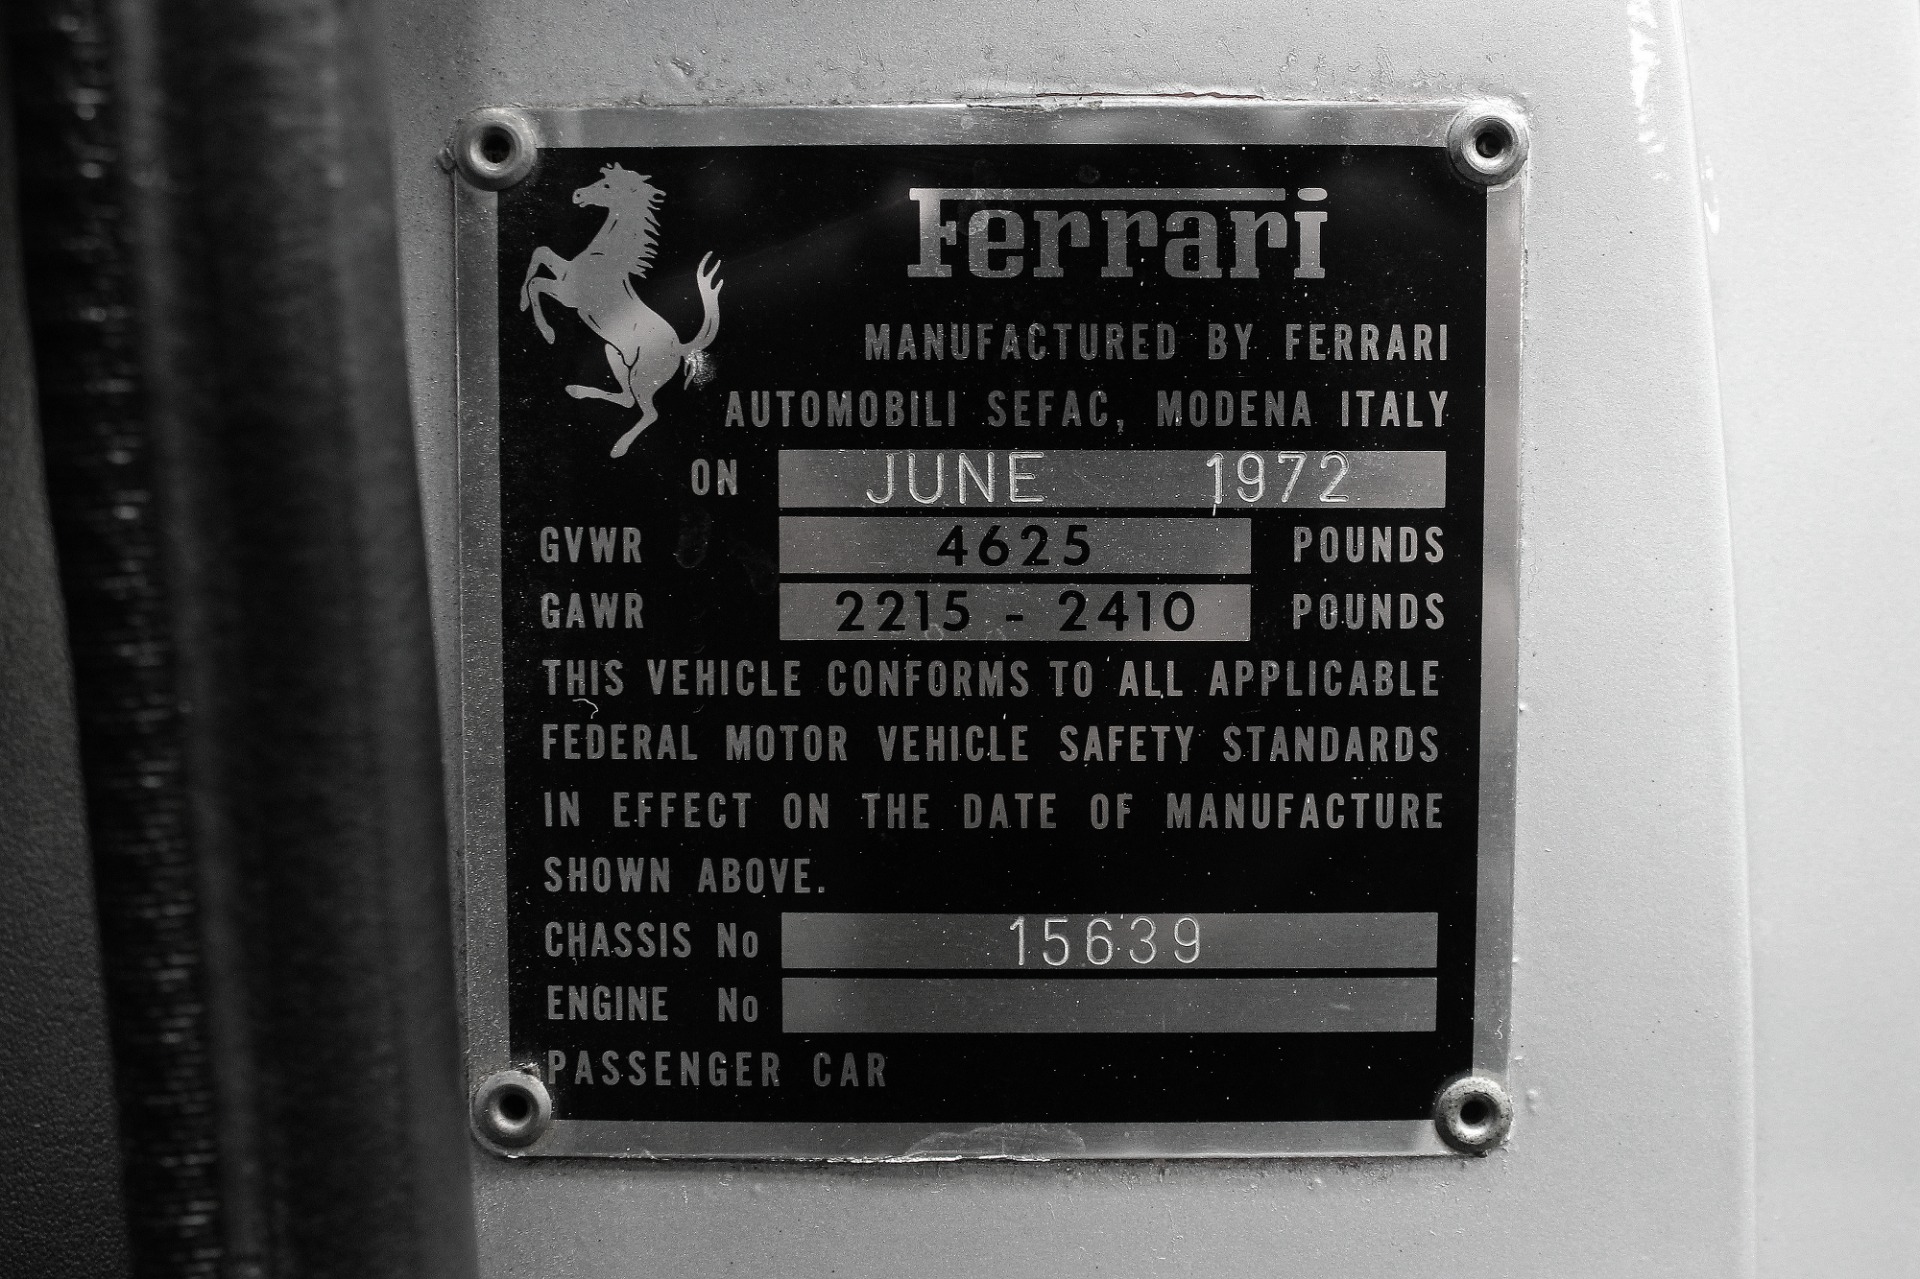 Ferrari
MANUFACTURED BY FERRARI
AUTOMOBILI SEFAC, MODENA ITALY
ON JUNE 1972
GVWR 4625 POUNDS
GAWR 2215 - 2410 POUNDS
THIS VEHICLE CONFORMS TO ALL APPLICABLE
FEDERAL MOTOR VEHICLE SAFETY STANDARDS
IN EFFECT ON THE DATE OF MANUFACTURE
SHOWN ABOVE.
CHASSIS No 15639
ENGINE No
PASSENGER CAR